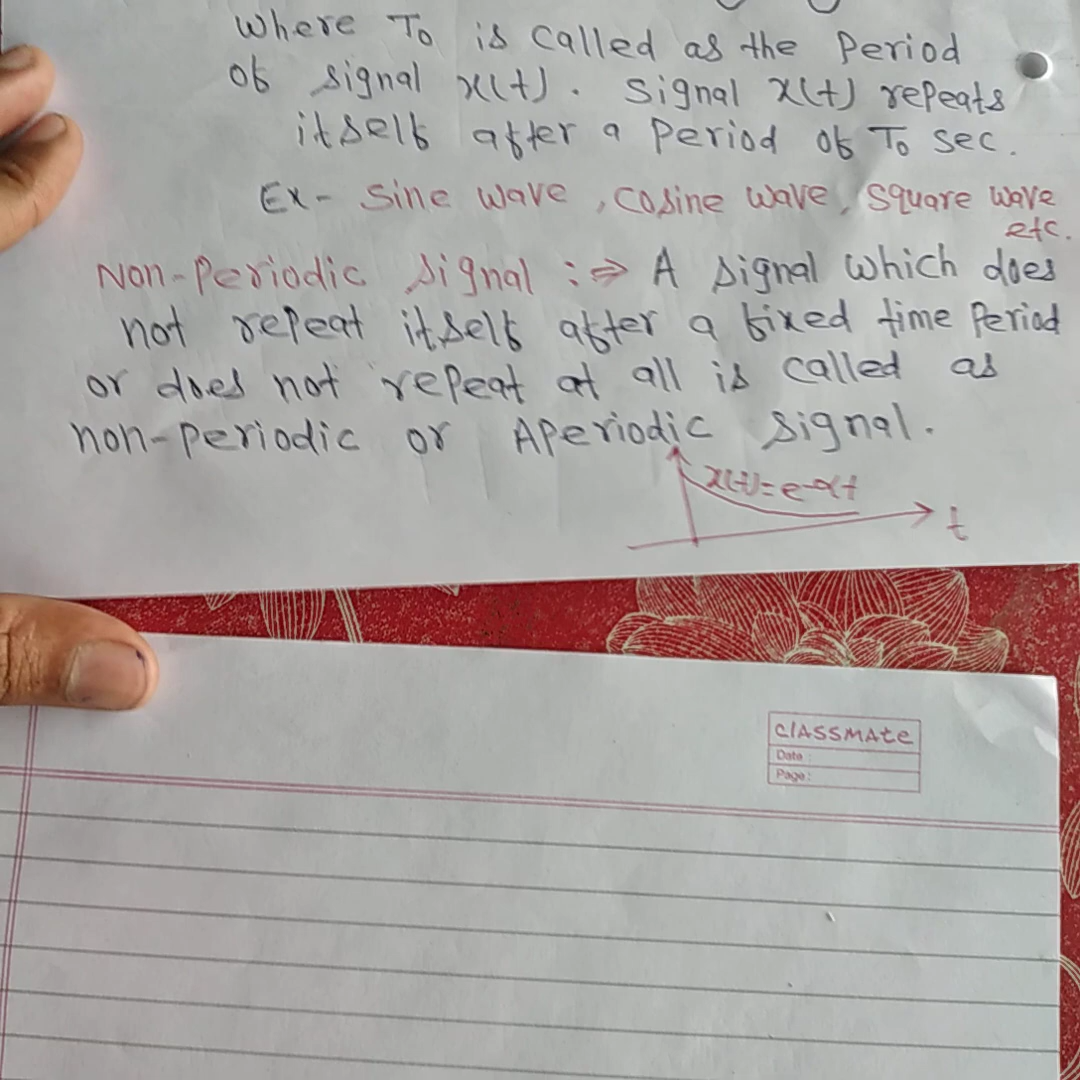 Where T₀ is called as the Period
of signal x(t). Signal x(t) repeats
itself after a Period of T₀ sec.
Ex- Sine wave, Cosine wave, Square wave
etc.
Non-Periodic Signal :⇒ A signal which does
not repeat itself after a fixed time Period
or does not repeat at all is called as
non-periodic or APeriodic signal.
x(t)=e-αt
t
CLASSMATE
Date :
Page: